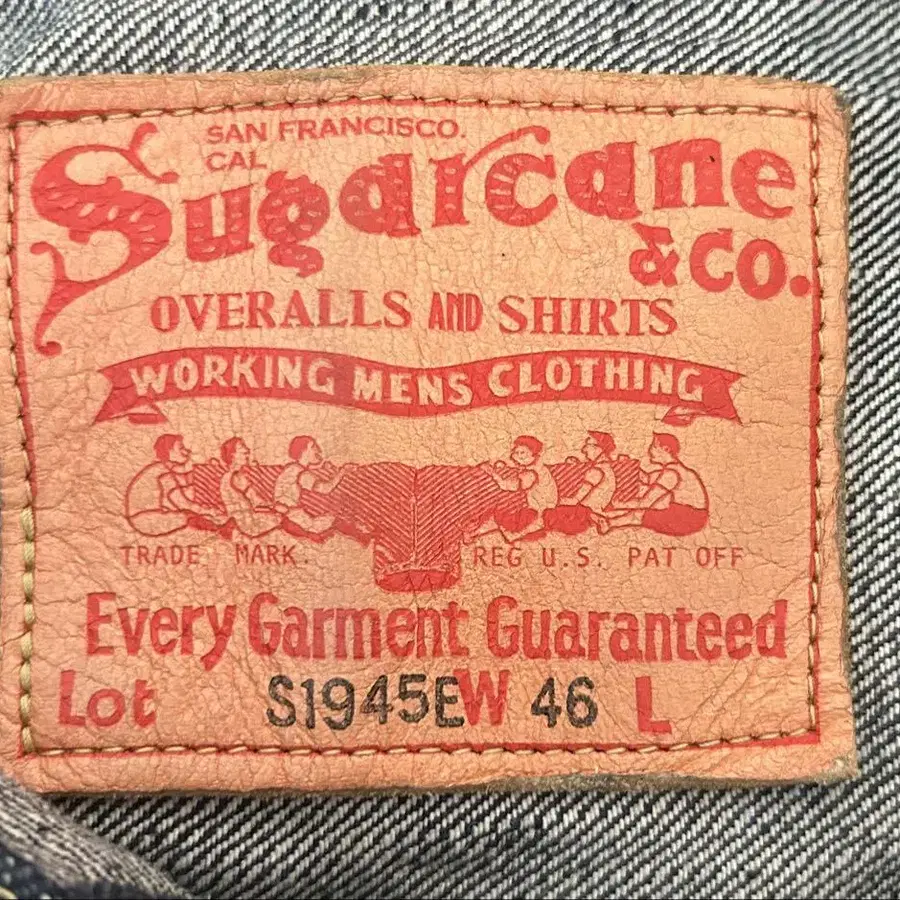 SAN FRANCISCO.
CAL
Sugarcane
& CO.
OVERALLS AND SHIRTS
WORKING MENS CLOTHING
TRADE MARK. REG U.S. PAT OFF
Every Garment Guaranteed
Lot S1945E W 46 L